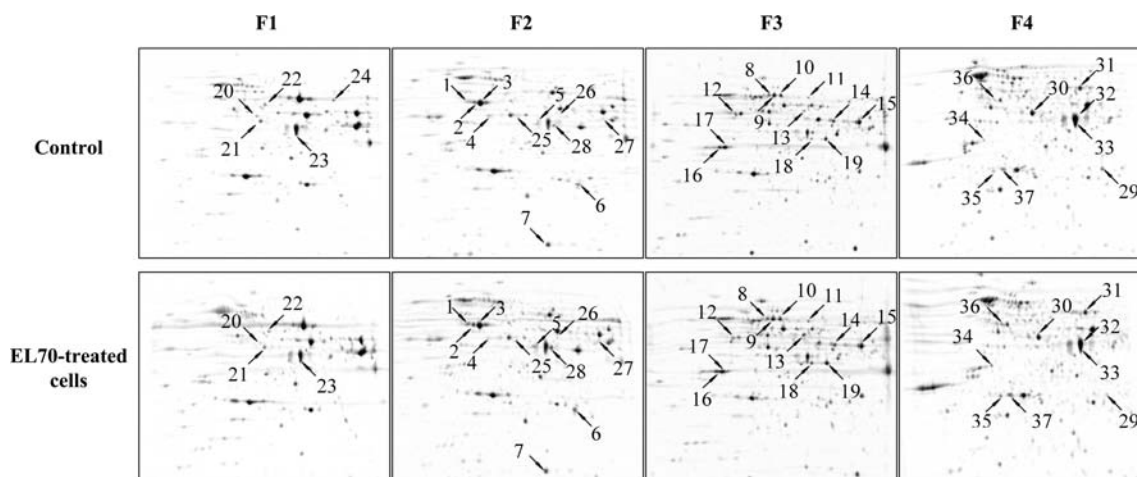 F1 F2 F3 F4
Control
20 22 24 21 23
1 3 5 26 2 4 25 28 27 6 7
8 10 11 12 14 15 9 17 13 16 18 19
36 31 30 32 34 33 35 37 29
EL70-treated
cells
20 22 21 23
1 3 26 5 2 4 25 28 27 6 7
8 10 11 12 14 15 9 17 13 16 18 19
36 30 31 32 34 33 35 37 29